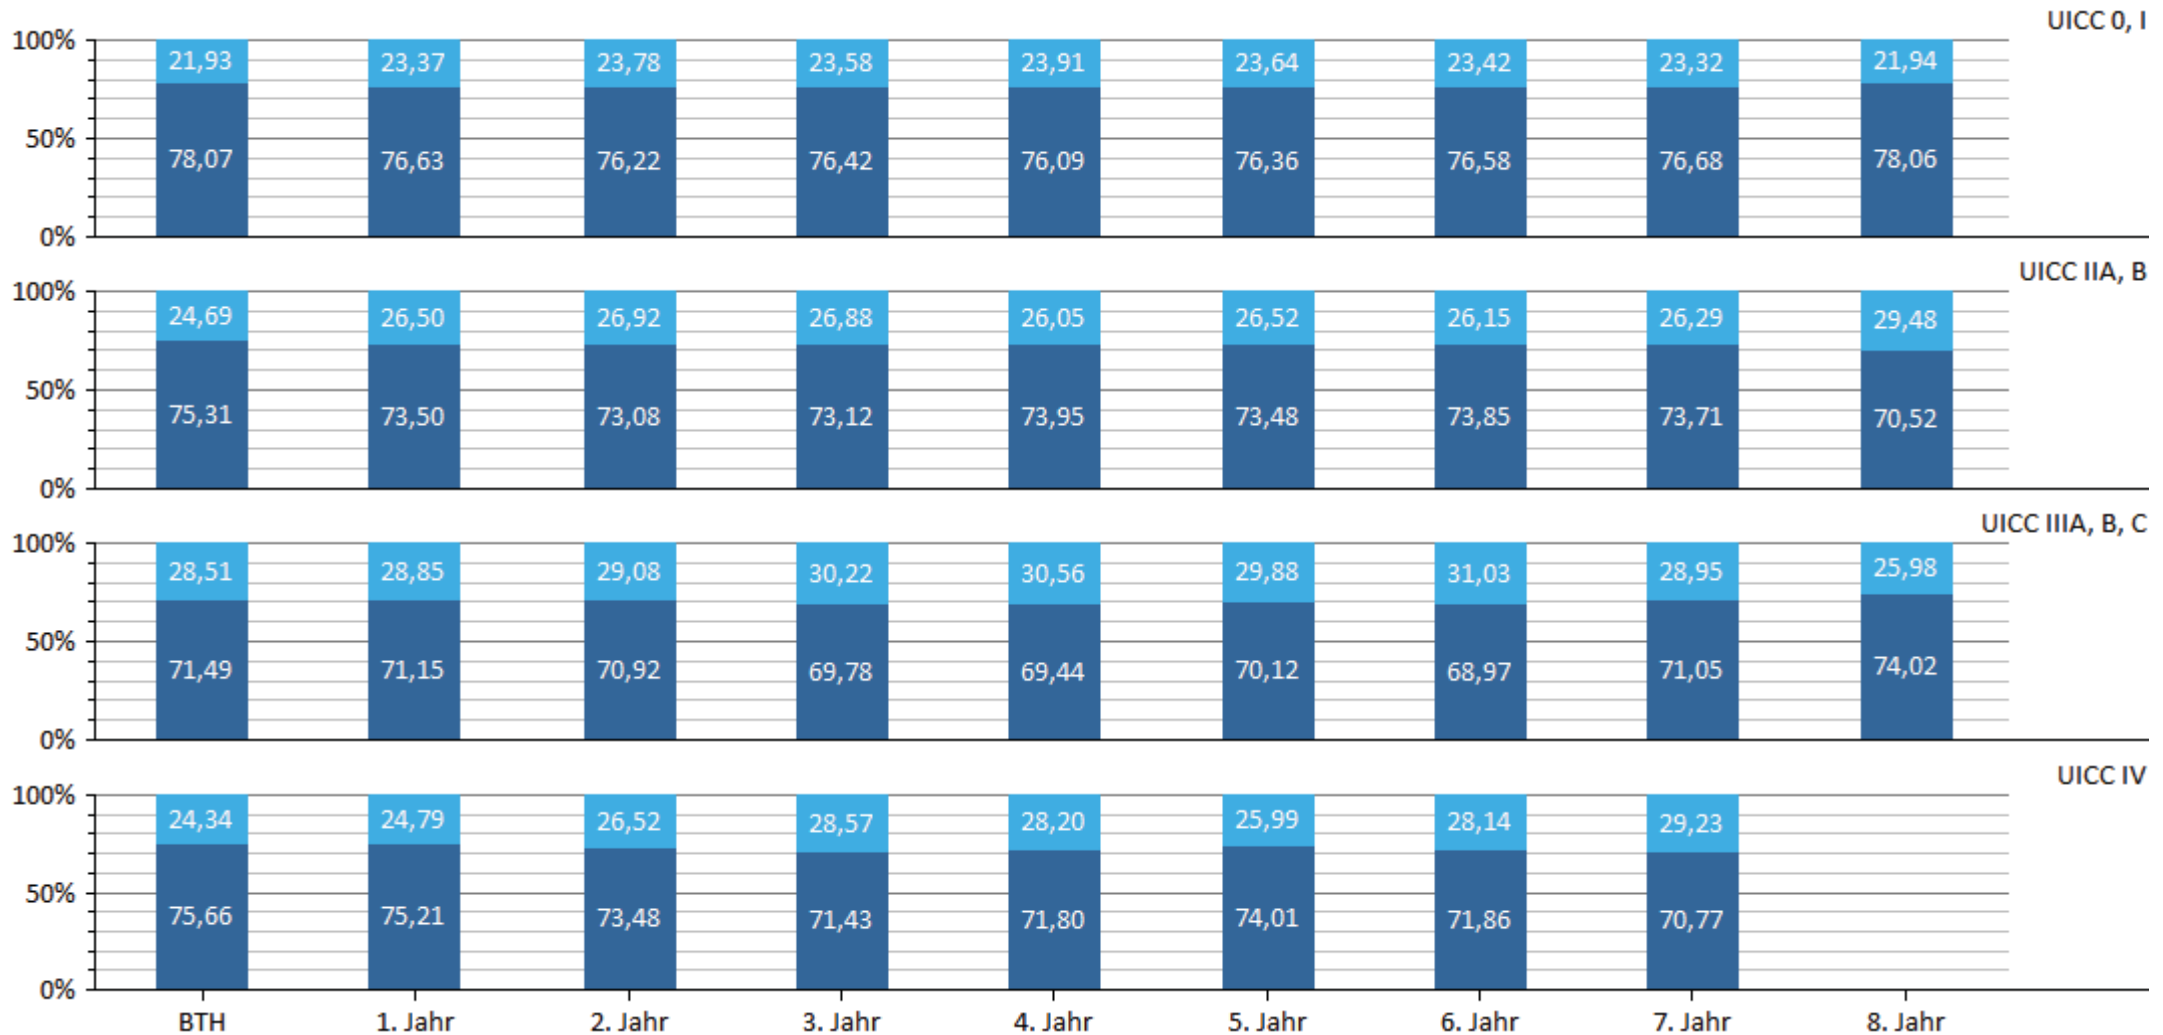 UICC 0, I
100%
21,93 23,37 23,78 23,58 23,91 23,64 23,42 23,32 21,94
50%
78,07 76,63 76,22 76,42 76,09 76,36 76,58 76,68 78,06
0%
UICC IIA, B
100%
24,69 26,50 26,92 26,88 26,05 26,52 26,15 26,29 29,48
50%
75,31 73,50 73,08 73,12 73,95 73,48 73,85 73,71 70,52
0%
UICC IIIA, B, C
100%
28,51 28,85 29,08 30,22 30,56 29,88 31,03 28,95 25,98
50%
71,49 71,15 70,92 69,78 69,44 70,12 68,97 71,05 74,02
0%
UICC IV
100%
24,34 24,79 26,52 28,57 28,20 25,99 28,14 29,23
50%
75,66 75,21 73,48 71,43 71,80 74,01 71,86 70,77
0%
BTH 1. Jahr 2. Jahr 3. Jahr 4. Jahr 5. Jahr 6. Jahr 7. Jahr 8. Jahr